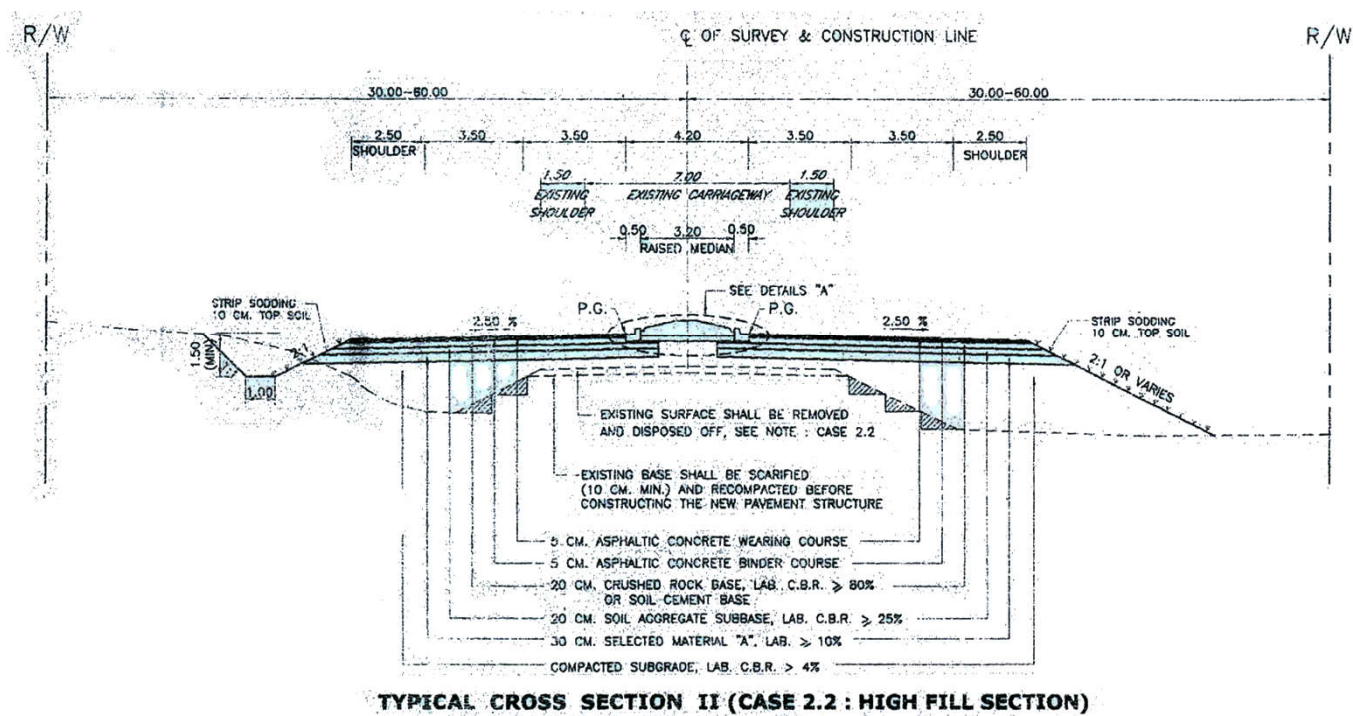 R/W
℄ OF SURVEY & CONSTRUCTION LINE
R/W
30.00-60.00
30.00-60.00
2.50 3.50 3.50 4.20 3.50 3.50 2.50
SHOULDER
SHOULDER
1.50 7.00 1.50
EXISTING SHOULDER
EXISTING CARRIAGEWAY
EXISTING SHOULDER
0.50 3.20 0.50
RAISED MEDIAN
SEE DETAILS "A"
STRIP SODDING
10 CM. TOP SOIL
P.G.
P.G.
2.50 %
2.50 %
STRIP SODDING
10 CM. TOP SOIL
1.50
(MIN)
2:1
1.00
2:1 OR VARIES
EXISTING SURFACE SHALL BE REMOVED
AND DISPOSED OFF, SEE NOTE : CASE 2.2
EXISTING BASE SHALL BE SCARIFIED
(10 CM. MIN.) AND RECOMPACTED BEFORE
CONSTRUCTING THE NEW PAVEMENT STRUCTURE
5 CM. ASPHALTIC CONCRETE WEARING COURSE
5 CM. ASPHALTIC CONCRETE BINDER COURSE
20 CM. CRUSHED ROCK BASE, LAB. C.B.R. ⩾ 80%
OR SOIL CEMENT BASE
20 CM. SOIL AGGREGATE SUBBASE, LAB. C.B.R. ⩾ 25%
30 CM. SELECTED MATERIAL "A", LAB. ⩾ 10%
COMPACTED SUBGRADE, LAB. C.B.R. > 4%
TYPICAL CROSS SECTION II (CASE 2.2 : HIGH FILL SECTION)